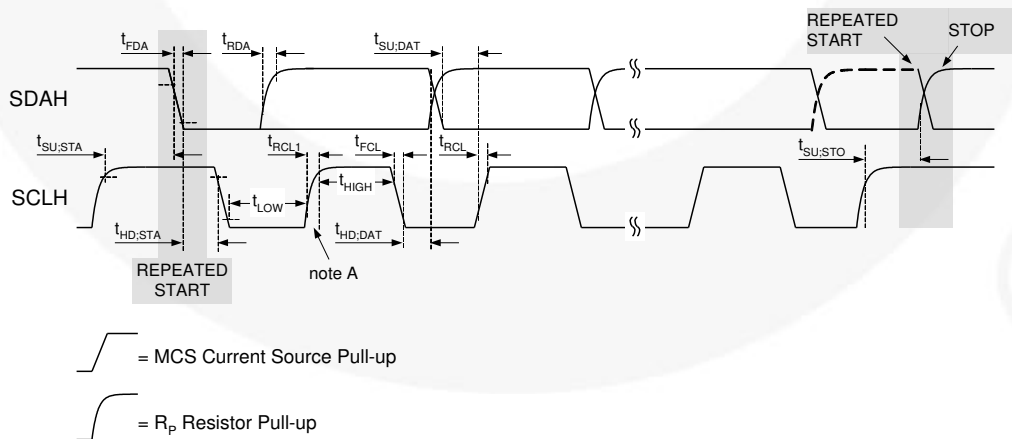 REPEATED
START
STOP
tFDA
tRDA
tSU;DAT
SDAH
tSU;STA
tRCL1
tFCL
tRCL
tSU;STO
SCLH
tHIGH
tLOW
tHD;STA
tHD;DAT
REPEATED
START
note A
= MCS Current Source Pull-up
= RP Resistor Pull-up